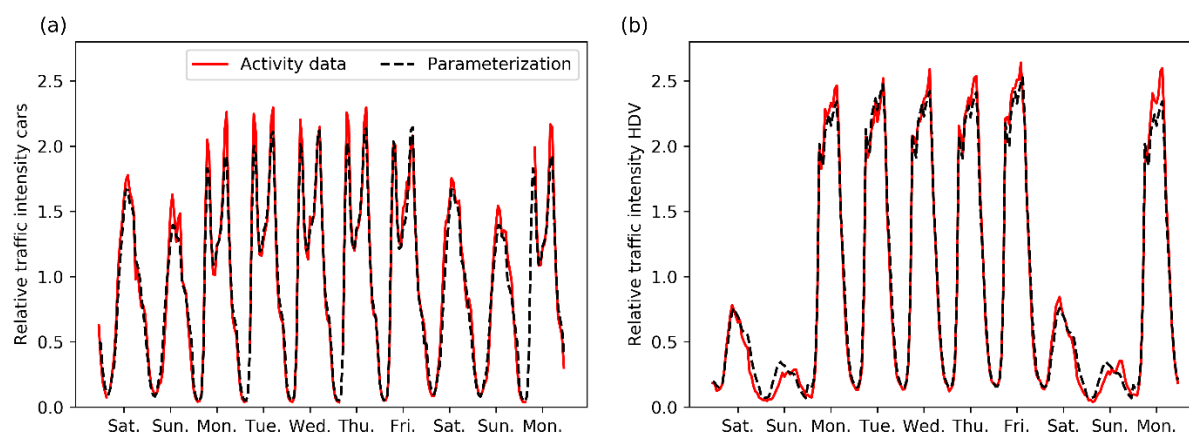 (a)
Relative traffic intensity cars
2.5
2.0
1.5
1.0
0.5
0.0
Activity data
Parameterization
Sat. Sun. Mon. Tue. Wed. Thu. Fri. Sat. Sun. Mon.
(b)
Relative traffic intensity HDV
2.5
2.0
1.5
1.0
0.5
0.0
Sat. Sun. Mon. Tue. Wed. Thu. Fri. Sat. Sun. Mon.